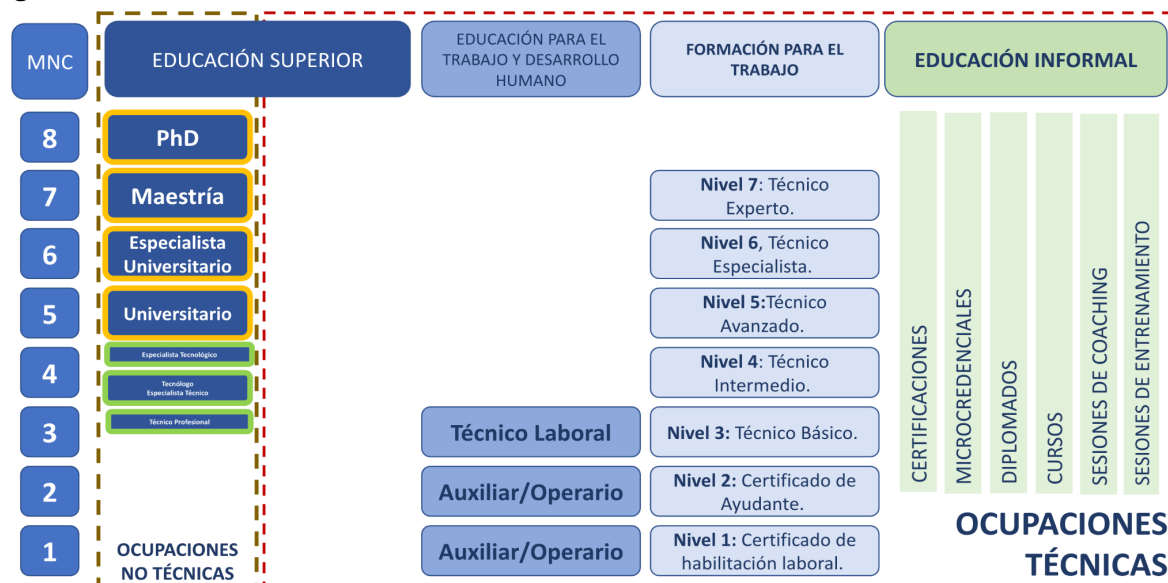 MNC
EDUCACIÓN SUPERIOR
EDUCACIÓN PARA EL
TRABAJO Y DESARROLLO
HUMANO
FORMACIÓN PARA EL
TRABAJO
EDUCACIÓN INFORMAL
8
PhD
7
Maestría
Nivel 7: Técnico
Experto.
6
Especialista
Universitario
Nivel 6, Técnico
Especialista.
5
Universitario
Nivel 5:Técnico
Avanzado.
4
Especialista Tecnológico
Tecnólogo
Especialista Técnico
Nivel 4: Técnico
Intermedio.
3
Técnico Profesional
Técnico Laboral
Nivel 3: Técnico Básico.
2
Auxiliar/Operario
Nivel 2: Certificado de
Ayudante.
1
OCUPACIONES
NO TÉCNICAS
Auxiliar/Operario
Nivel 1: Certificado de
habilitación laboral.
CERTIFICACIONES
MICROCREDENCIALES
DIPLOMADOS
CURSOS
SESIONES DE COACHING
SESIONES DE ENTRENAMIENTO
OCUPACIONES
TÉCNICAS